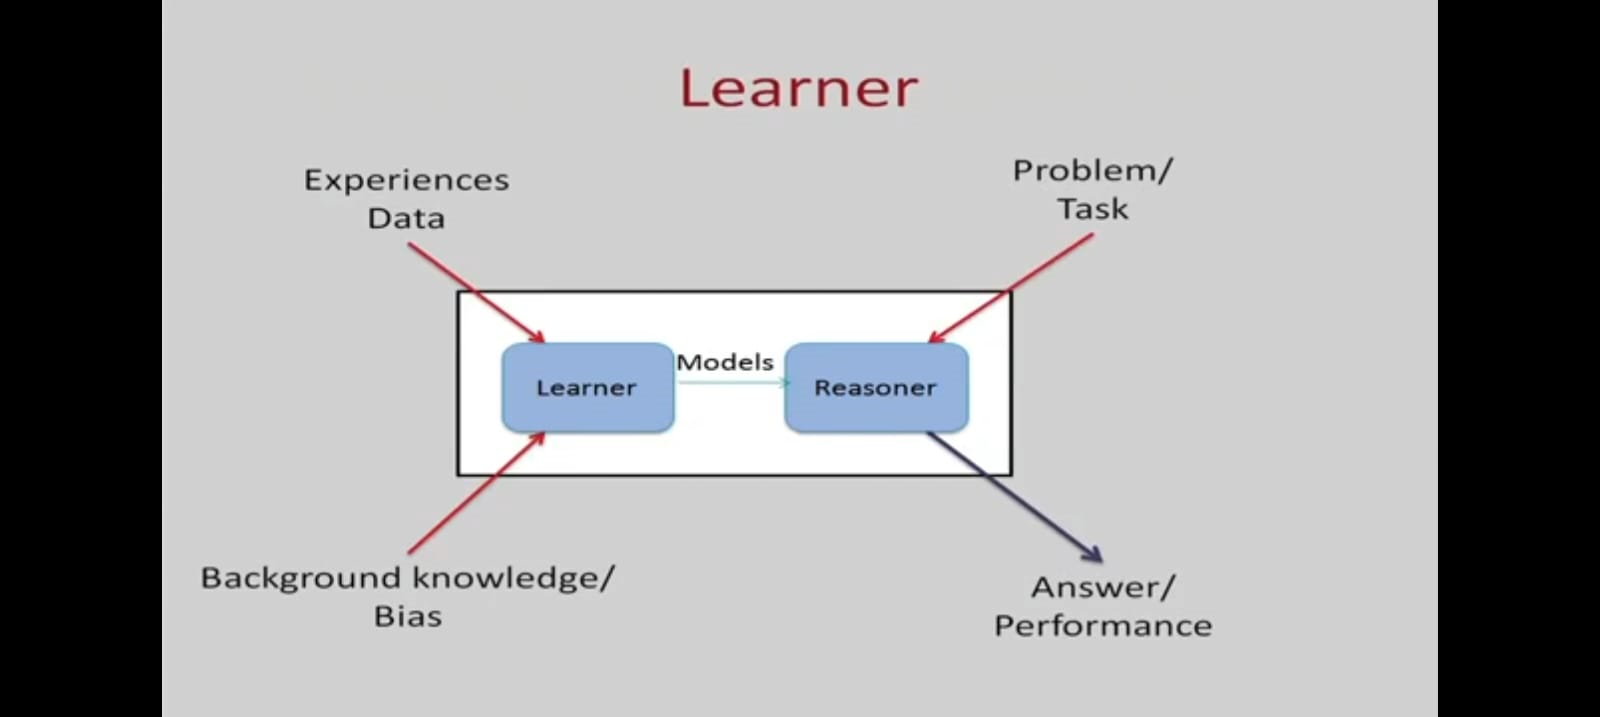 Learner
Experiences
Data
Problem/
Task
Models
Learner
Reasoner
Background knowledge/
Bias
Answer/
Performance